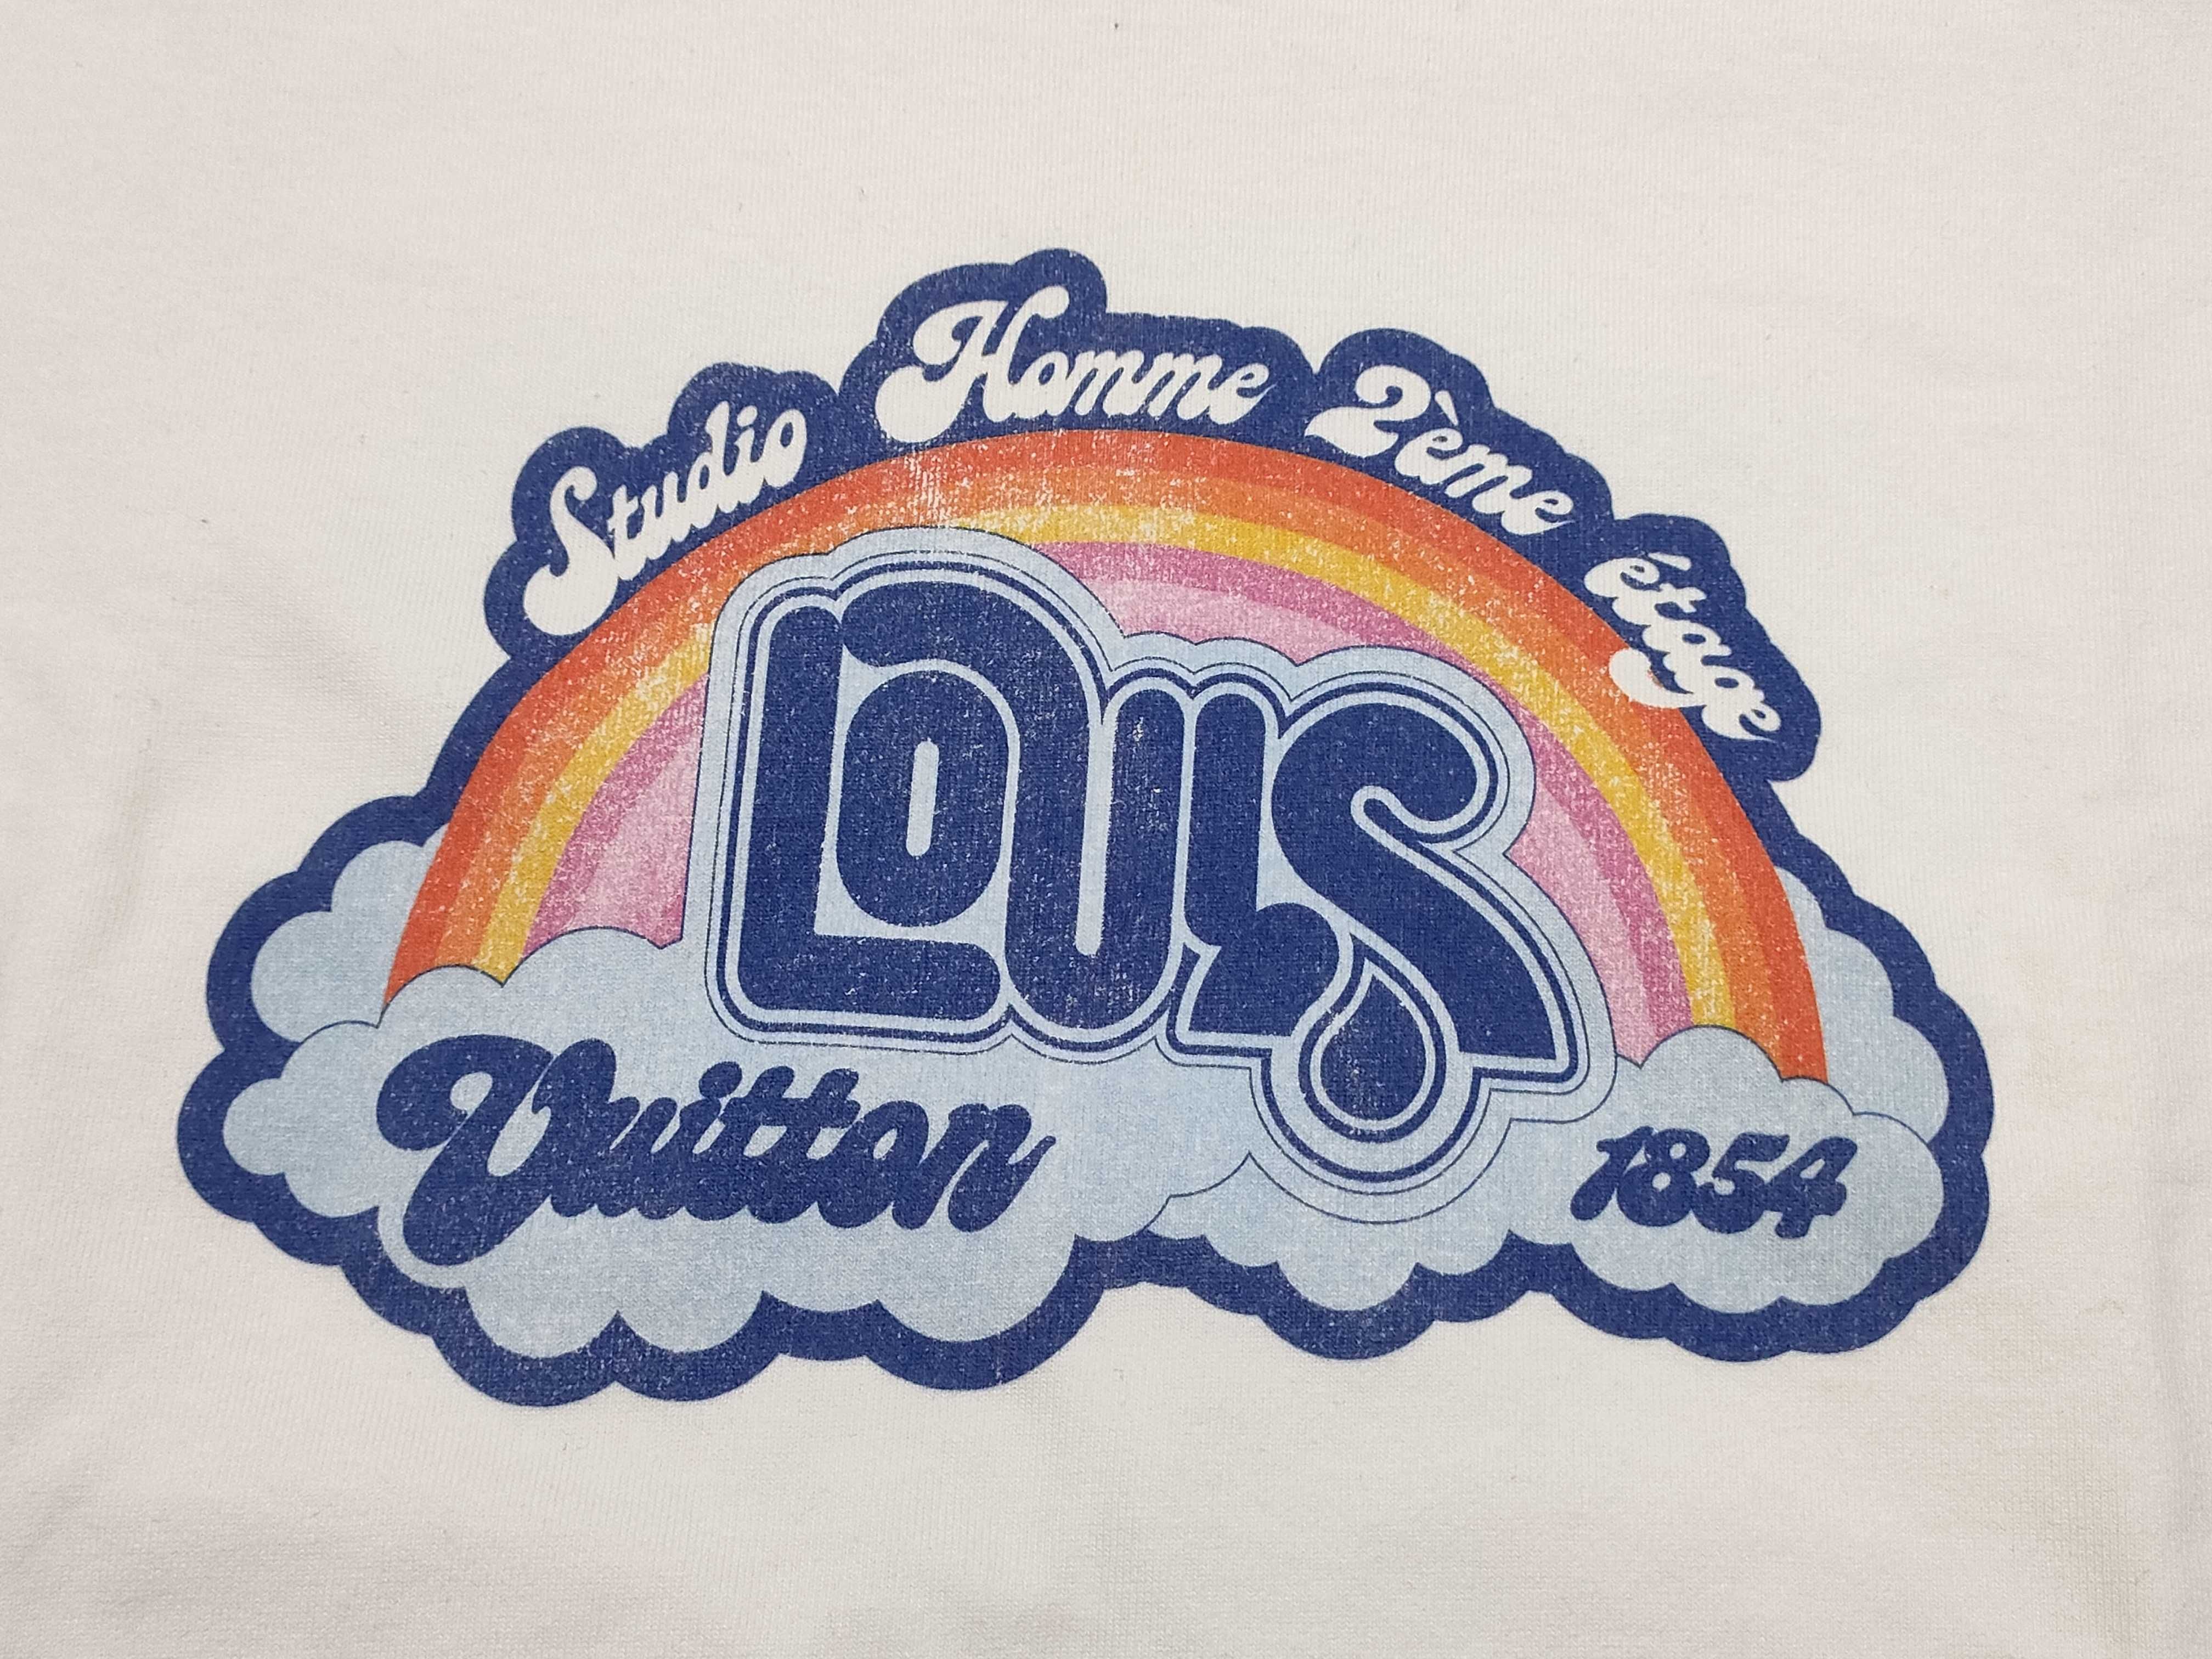 Studio Homme 2ème étage
Louis
Vuitton
1854